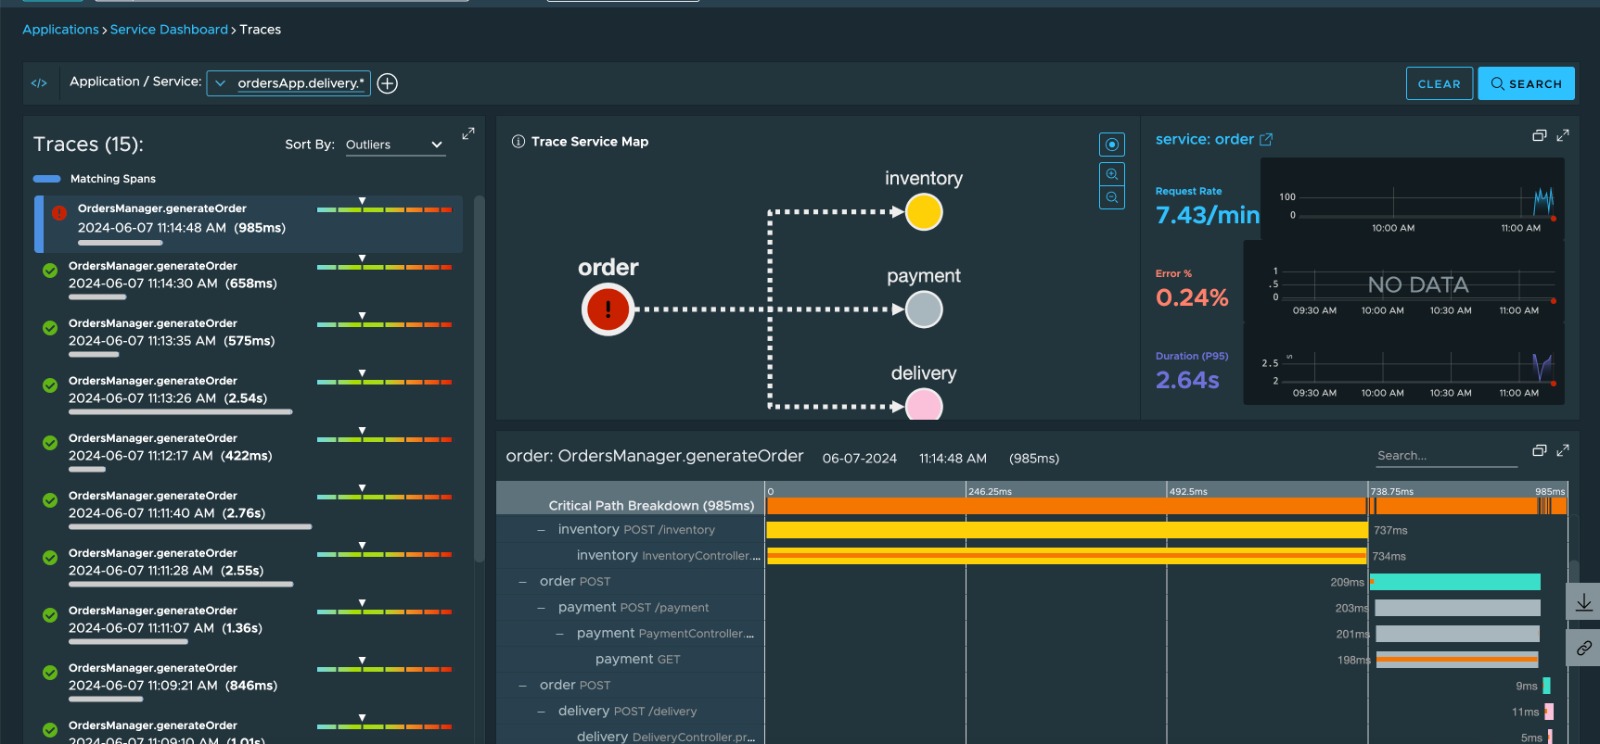 Applications › Service Dashboard › Traces
</>
Application / Service:
ordersApp.delivery.*
CLEAR
SEARCH
Traces (15):
Sort By:
Outliers
Matching Spans
OrdersManager.generateOrder
2024-06-07 11:14:48 AM (985ms)
OrdersManager.generateOrder
2024-06-07 11:14:30 AM (658ms)
OrdersManager.generateOrder
2024-06-07 11:13:35 AM (575ms)
OrdersManager.generateOrder
2024-06-07 11:13:26 AM (2.54s)
OrdersManager.generateOrder
2024-06-07 11:12:17 AM (422ms)
OrdersManager.generateOrder
2024-06-07 11:11:40 AM (2.76s)
OrdersManager.generateOrder
2024-06-07 11:11:28 AM (2.55s)
OrdersManager.generateOrder
2024-06-07 11:11:07 AM (1.36s)
OrdersManager.generateOrder
2024-06-07 11:09:21 AM (846ms)
OrdersManager.generateOrder
2024-06-07 11:09:10 AM (1.01s)
Trace Service Map
inventory
order
payment
delivery
service: order
Request Rate
7.43/min
100
0
10:00 AM 11:00 AM
Error %
0.24%
1
.5
0
NO DATA
09:30 AM 10:00 AM 10:30 AM 11:00 AM
Duration (P95)
2.64s
2.5 s
2
09:30 AM 10:00 AM 10:30 AM 11:00 AM
order: OrdersManager.generateOrder 06-07-2024 11:14:48 AM (985ms)
Search...
0 246.25ms 492.5ms 738.75ms 985ms
Critical Path Breakdown (985ms)
– inventory POST /inventory 737ms
inventory InventoryController.... 734ms
– order POST 209ms
– payment POST /payment 203ms
– payment PaymentController.... 201ms
payment GET 198ms
– order POST 9ms
– delivery POST /delivery 11ms
delivery DeliveryController.pr... 5ms